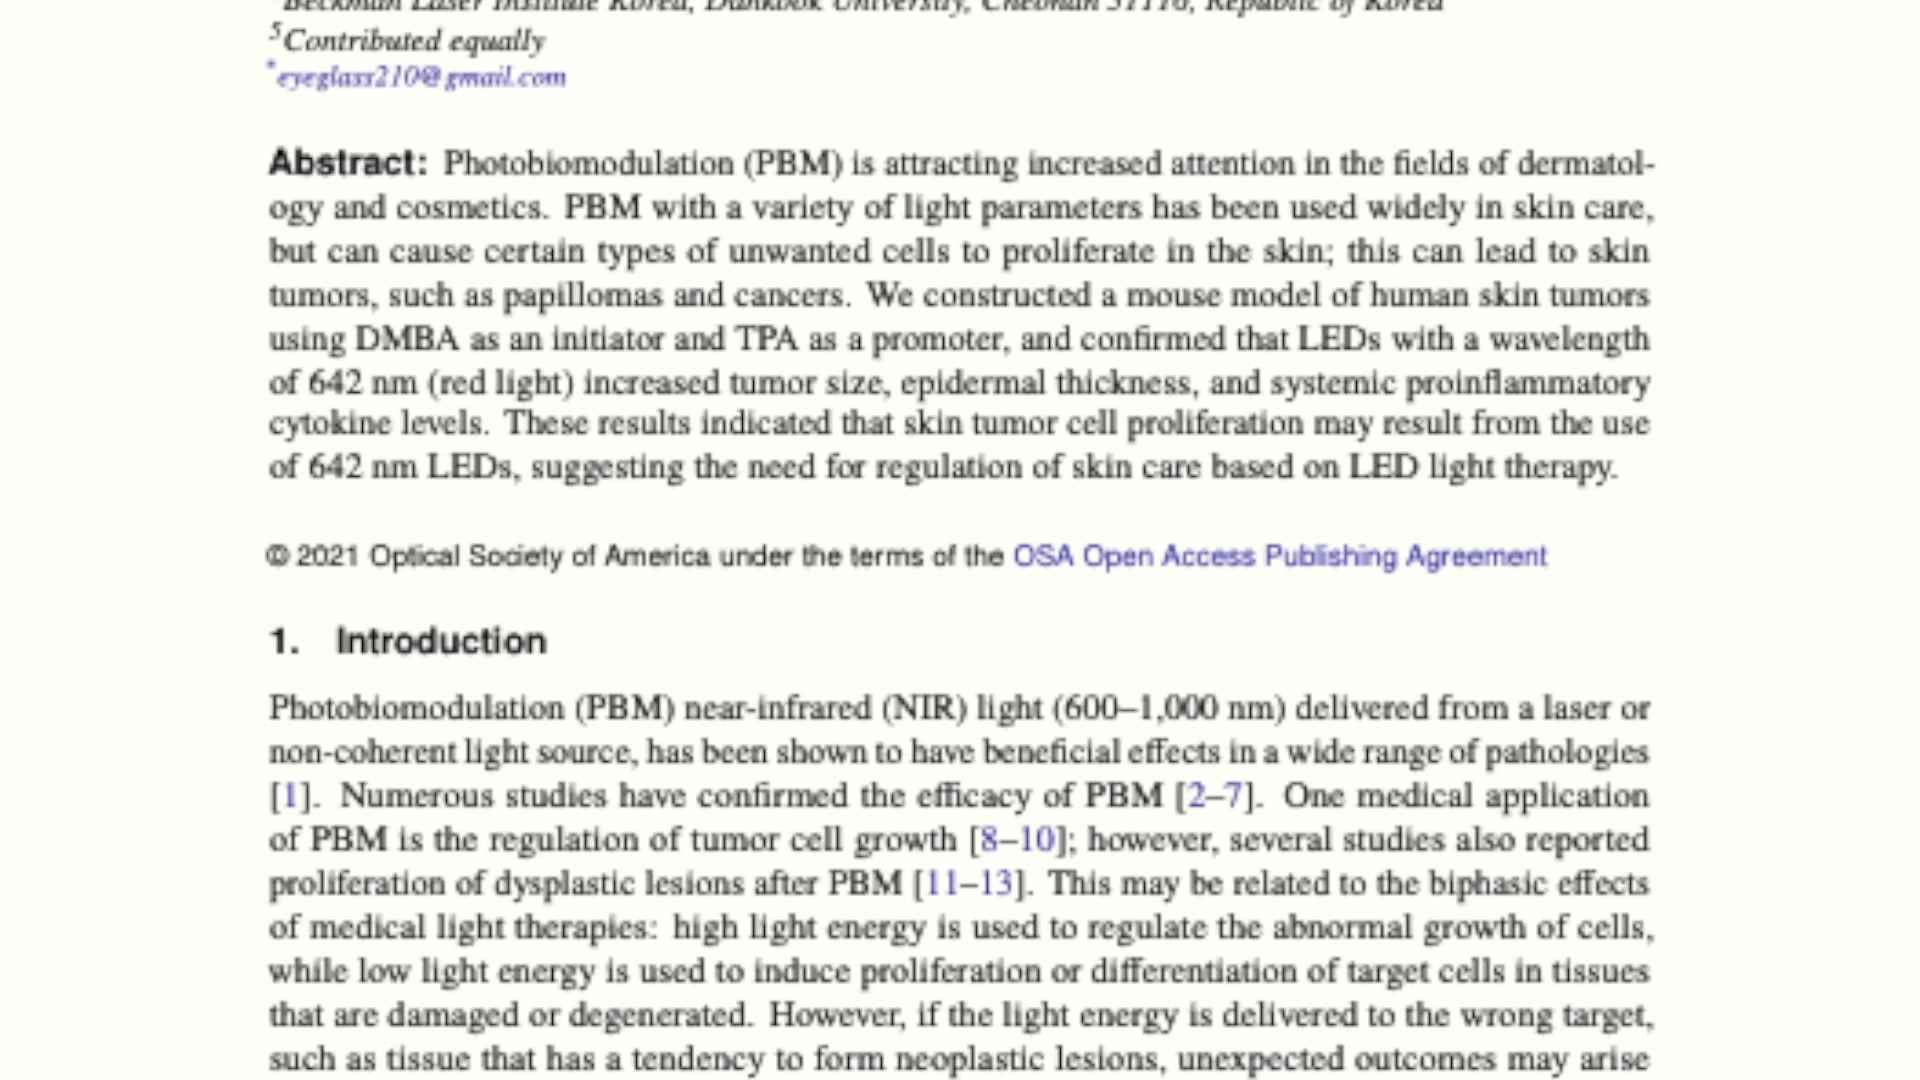 Beckman Laser Institute Korea, Dankook University, Cheonan 31116, Republic of Korea
5Contributed equally
*eyeglass210@gmail.com
Abstract: Photobiomodulation (PBM) is attracting increased attention in the fields of dermatol-
ogy and cosmetics. PBM with a variety of light parameters has been used widely in skin care,
but can cause certain types of unwanted cells to proliferate in the skin; this can lead to skin
tumors, such as papillomas and cancers. We constructed a mouse model of human skin tumors
using DMBA as an initiator and TPA as a promoter, and confirmed that LEDs with a wavelength
of 642 nm (red light) increased tumor size, epidermal thickness, and systemic proinflammatory
cytokine levels. These results indicated that skin tumor cell proliferation may result from the use
of 642 nm LEDs, suggesting the need for regulation of skin care based on LED light therapy.
© 2021 Optical Society of America under the terms of the OSA Open Access Publishing Agreement
1. Introduction
Photobiomodulation (PBM) near-infrared (NIR) light (600–1,000 nm) delivered from a laser or
non-coherent light source, has been shown to have beneficial effects in a wide range of pathologies
[1]. Numerous studies have confirmed the efficacy of PBM [2–7]. One medical application
of PBM is the regulation of tumor cell growth [8–10]; however, several studies also reported
proliferation of dysplastic lesions after PBM [11–13]. This may be related to the biphasic effects
of medical light therapies: high light energy is used to regulate the abnormal growth of cells,
while low light energy is used to induce proliferation or differentiation of target cells in tissues
that are damaged or degenerated. However, if the light energy is delivered to the wrong target,
such as tissue that has a tendency to form neoplastic lesions, unexpected outcomes may arise